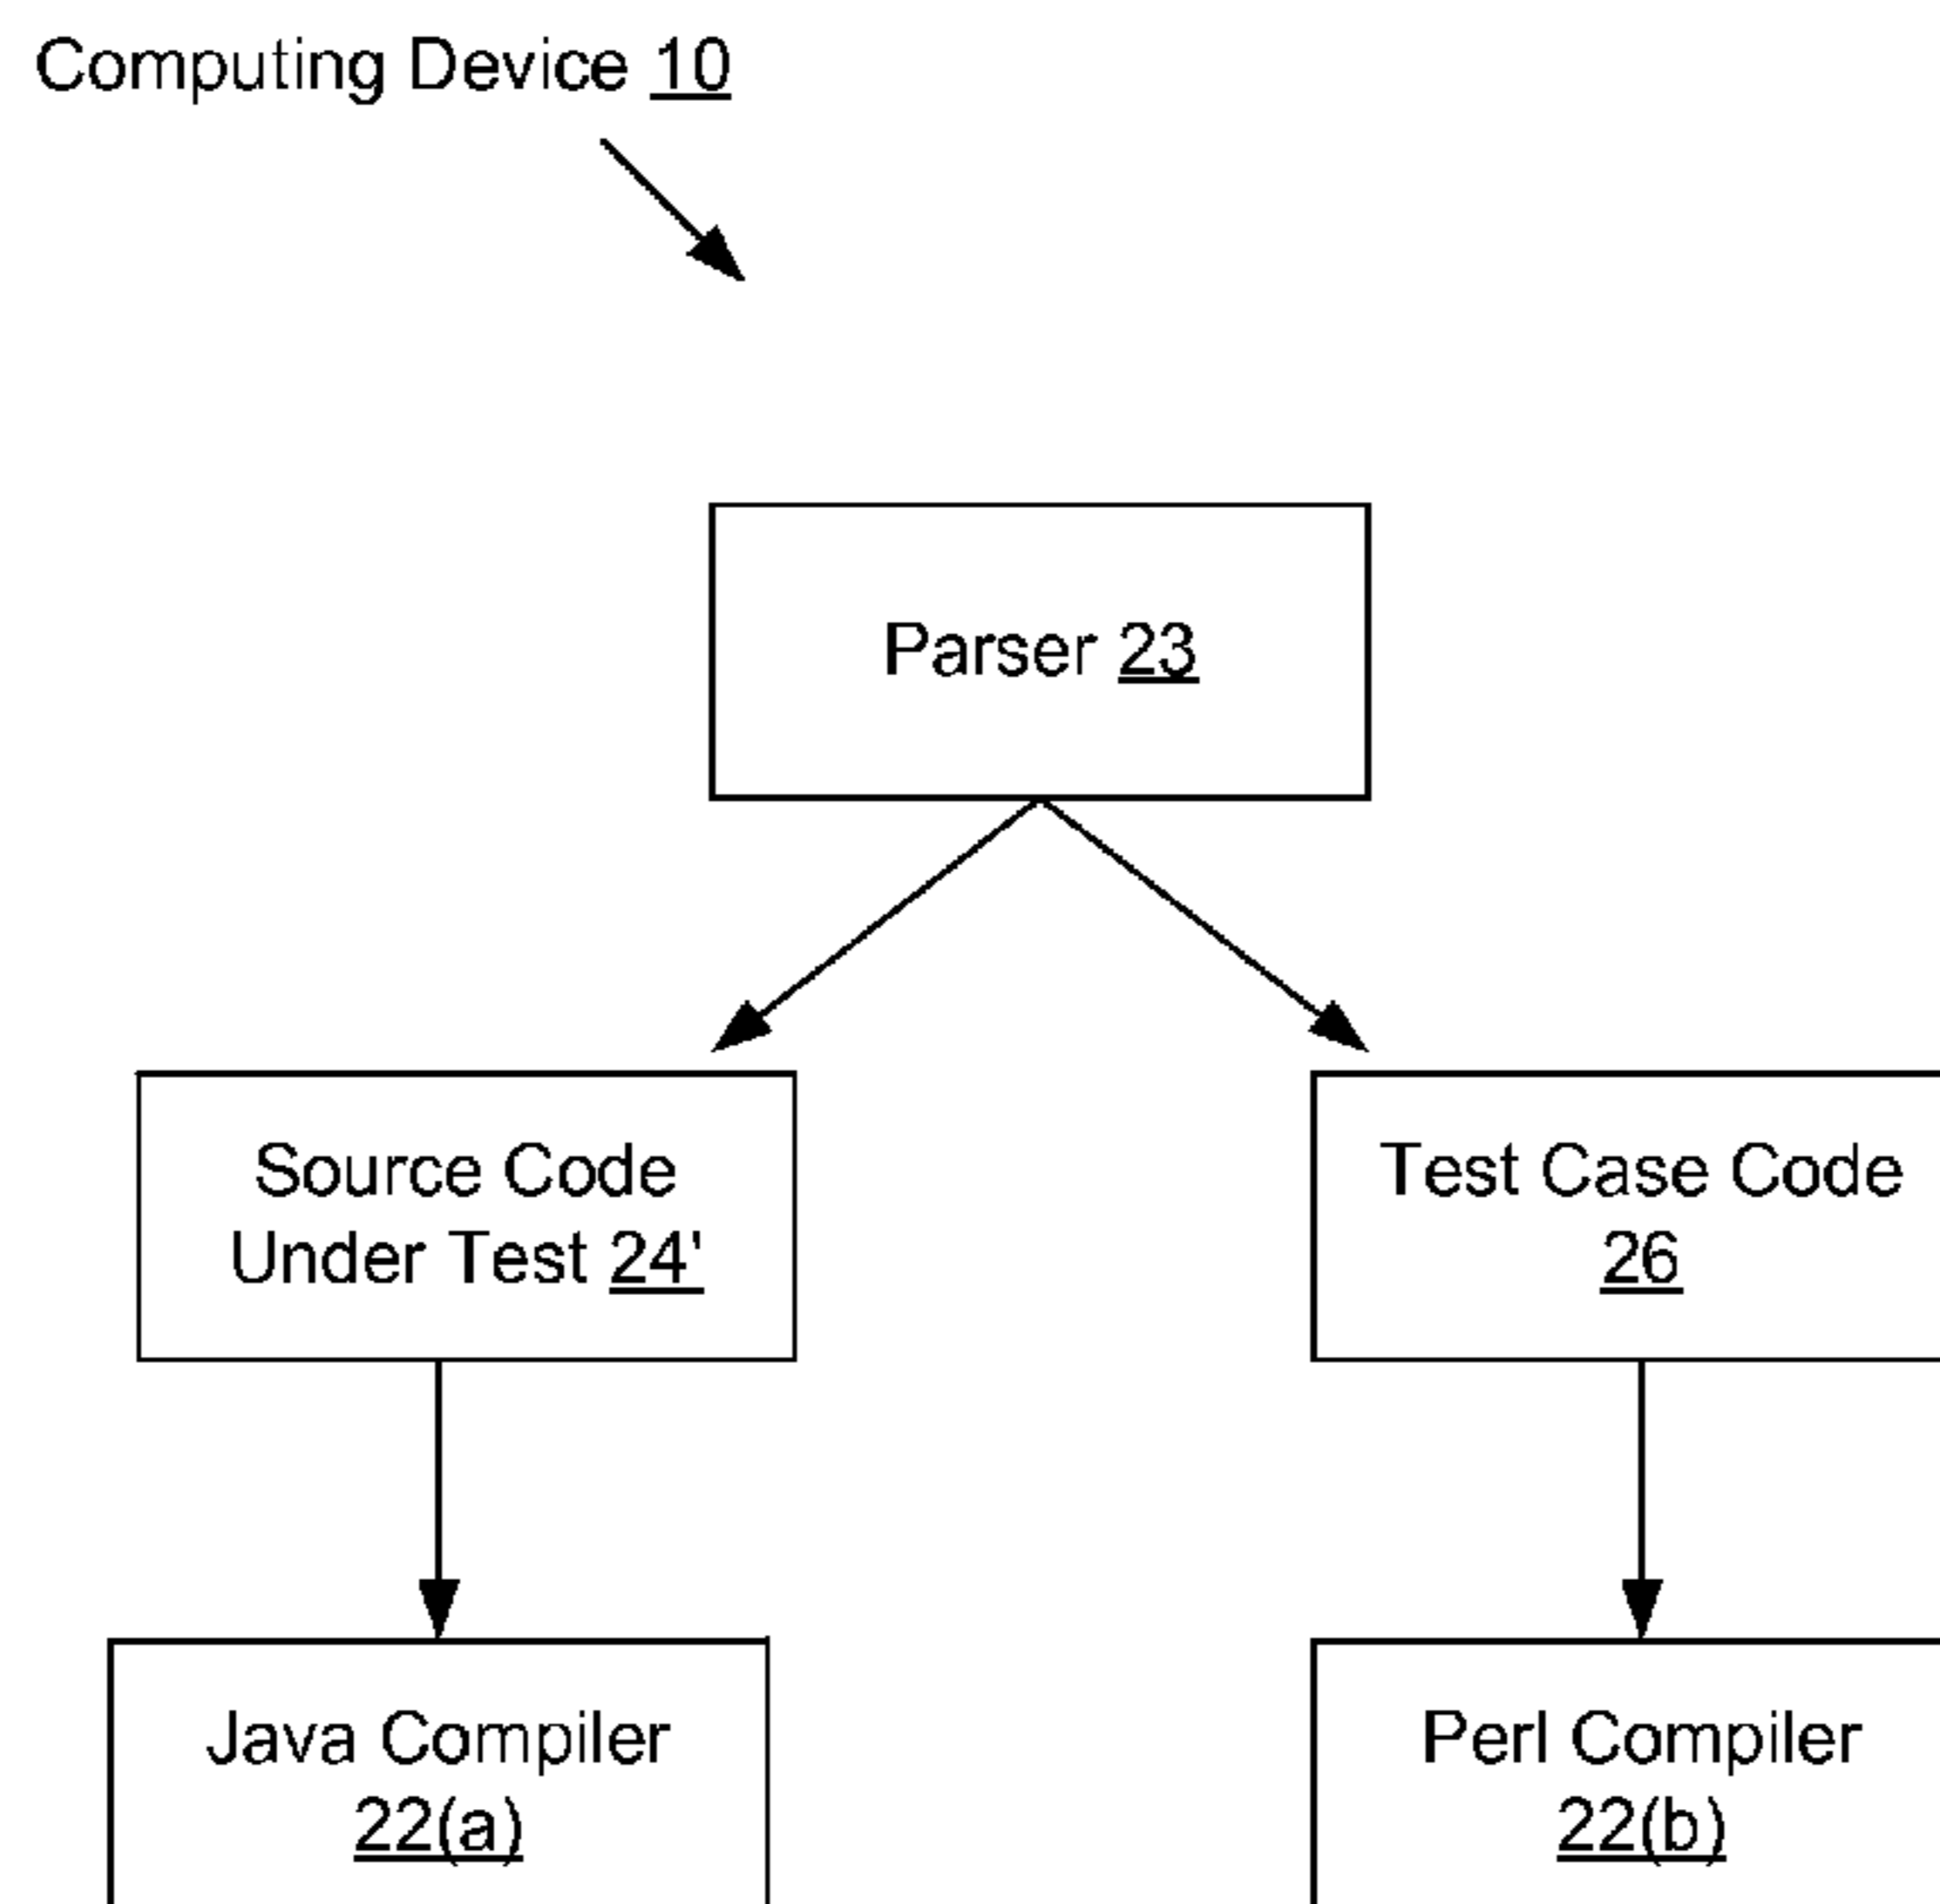 Computing Device 10
Parser 23
Source Code
Under Test 24'
Test Case Code
26
Java Compiler
22(a)
Perl Compiler
22(b)